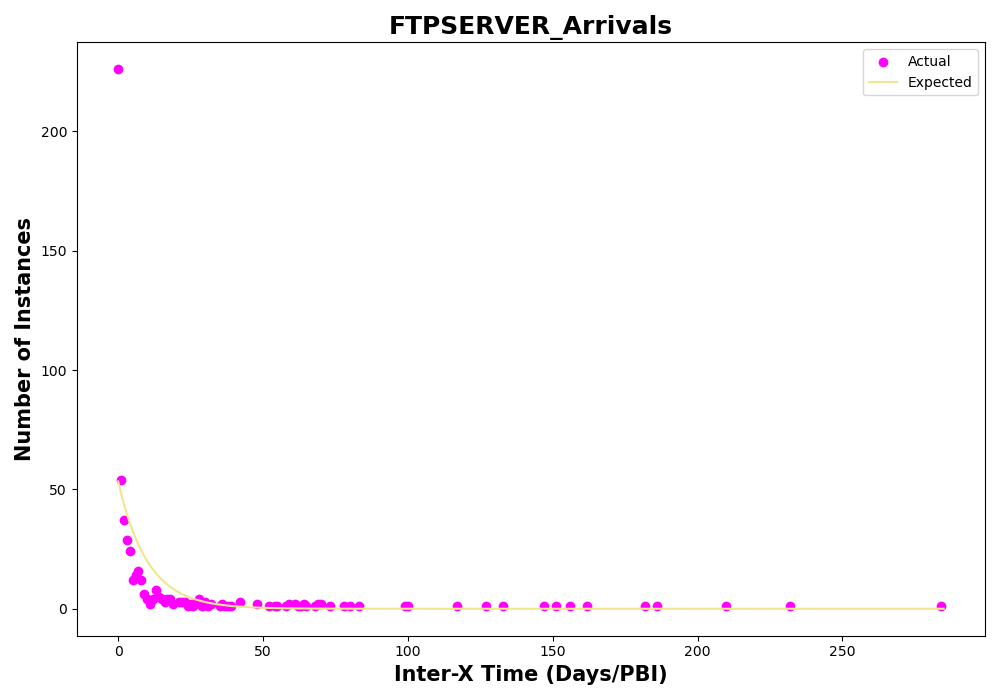 FTPSERVER_Arrivals
Actual
Expected
200
150
100
50
0
Number of Instances
0 50 100 150 200 250
Inter-X Time (Days/PBI)